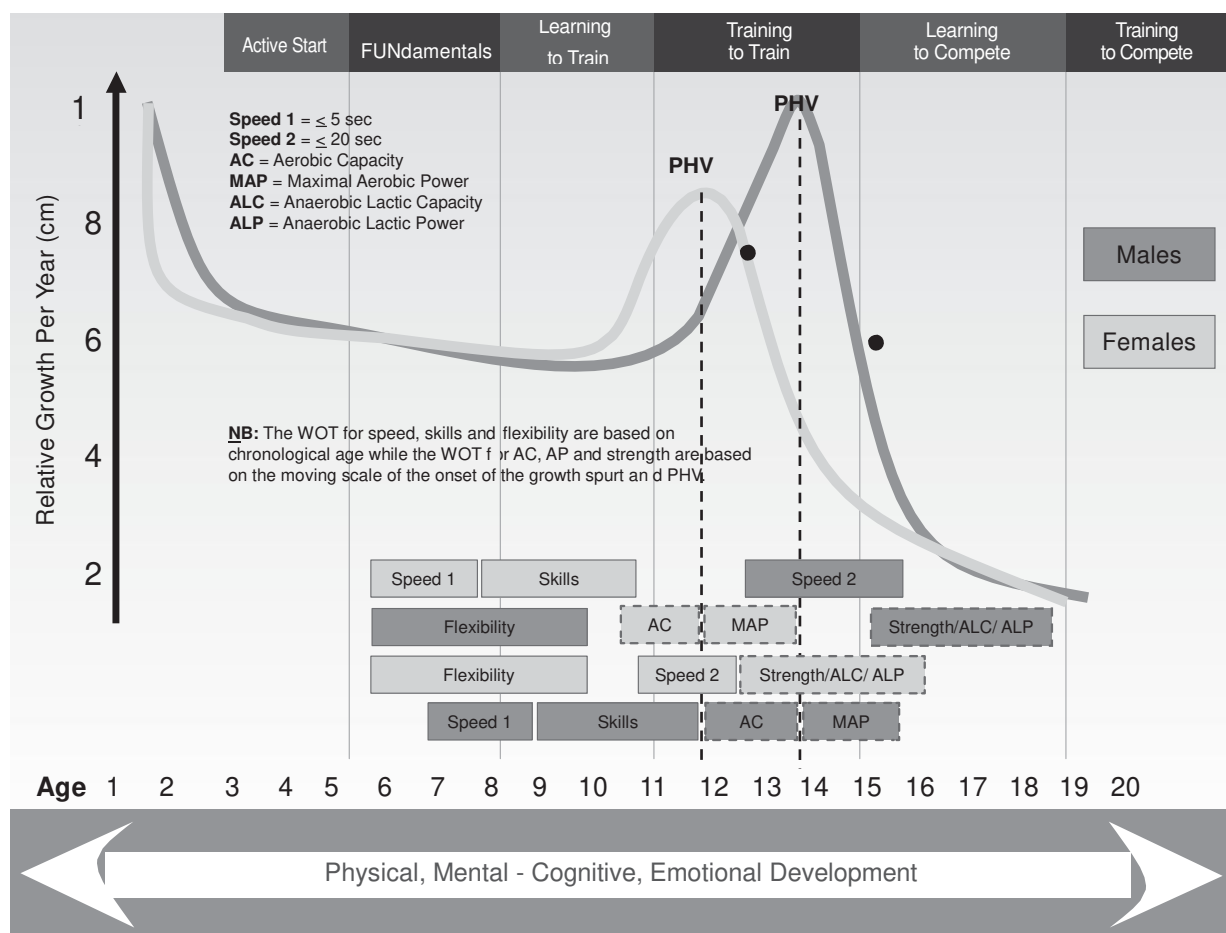 Active Start
FUNdamentals
Learning
to Train
Training
to Train
Learning
to Compete
Training
to Compete
1
8
6
4
2
Relative Growth Per Year (cm)
Speed 1 = < 5 sec
Speed 2 = < 20 sec
AC = Aerobic Capacity
MAP = Maximal Aerobic Power
ALC = Anaerobic Lactic Capacity
ALP = Anaerobic Lactic Power
PHV
PHV
Males
Females
NB: The WOT for speed, skills and flexibility are based on
chronological age while the WOT f or AC, AP and strength are based
on the moving scale of the onset of the growth spurt an d PHV.
Speed 1
Skills
Speed 2
Flexibility
AC
MAP
Strength/ALC/ ALP
Flexibility
Speed 2
Strength/ALC/ ALP
Speed 1
Skills
AC
MAP
Age 1 2 3 4 5 6 7 8 9 10 11 12 13 14 15 16 17 18 19 20
Physical, Mental - Cognitive, Emotional Development